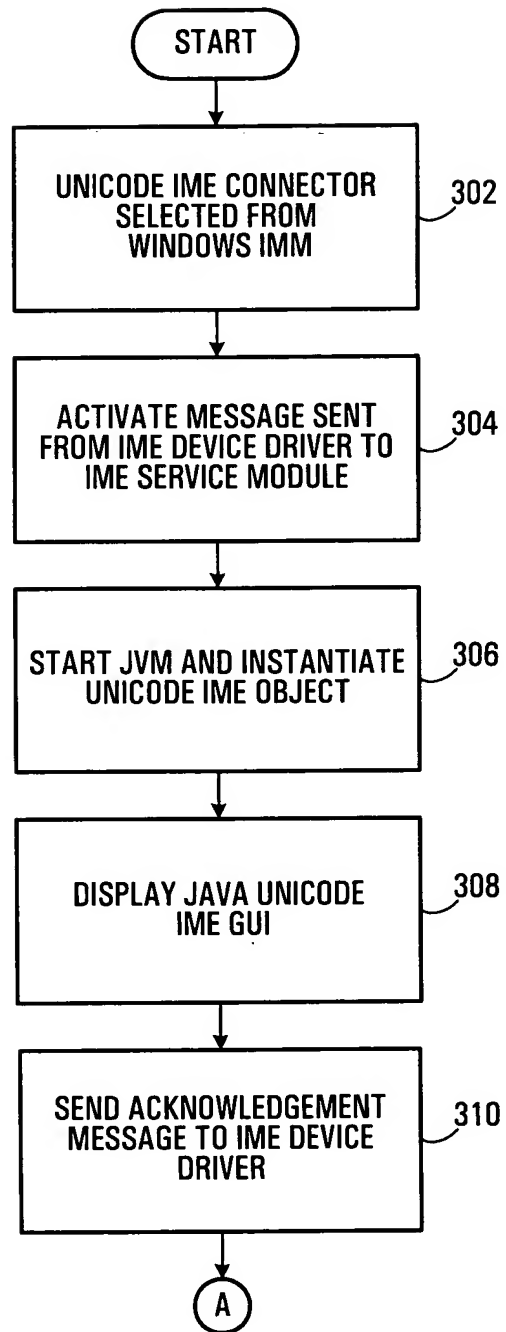 START
UNICODE IME CONNECTOR
SELECTED FROM
WINDOWS IMM
302
ACTIVATE MESSAGE SENT
FROM IME DEVICE DRIVER TO
IME SERVICE MODULE
304
START JVM AND INSTANTIATE
UNICODE IME OBJECT
306
DISPLAY JAVA UNICODE
IME GUI
308
SEND ACKNOWLEDGEMENT
MESSAGE TO IME DEVICE
DRIVER
310
A